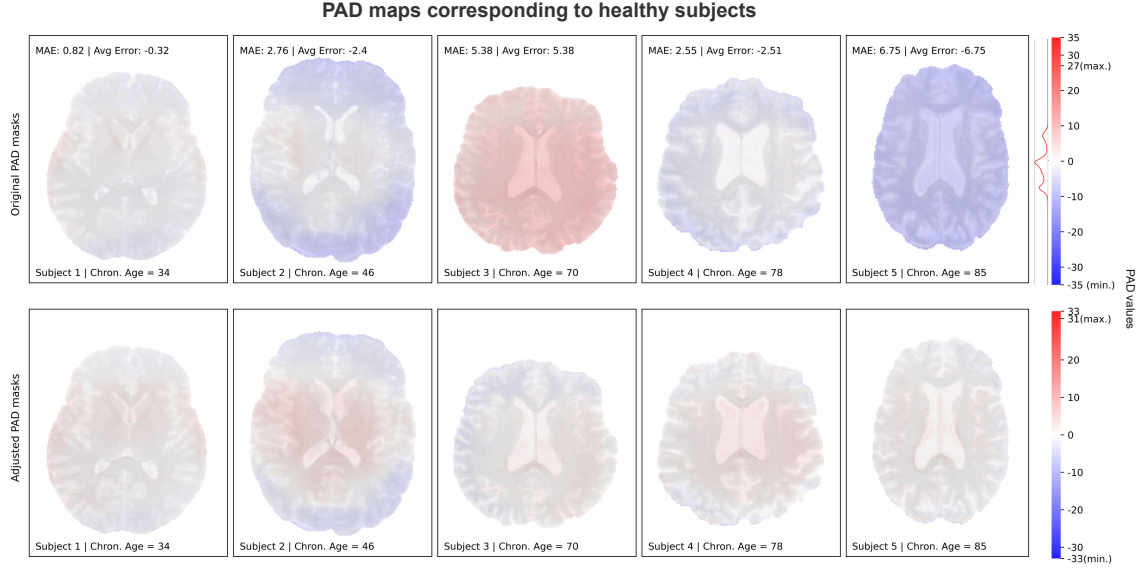 PAD maps corresponding to healthy subjects
MAE: 0.82 | Avg Error: -0.32
MAE: 2.76 | Avg Error: -2.4
MAE: 5.38 | Avg Error: 5.38
MAE: 2.55 | Avg Error: -2.51
MAE: 6.75 | Avg Error: -6.75
Original PAD masks
Subject 1 | Chron. Age = 34
Subject 2 | Chron. Age = 46
Subject 3 | Chron. Age = 70
Subject 4 | Chron. Age = 78
Subject 5 | Chron. Age = 85
35
30
27(max.)
20
10
0
-10
-20
-30
-35 (min.)
PAD values
Adjusted PAD masks
Subject 1 | Chron. Age = 34
Subject 2 | Chron. Age = 46
Subject 3 | Chron. Age = 70
Subject 4 | Chron. Age = 78
Subject 5 | Chron. Age = 85
33
31(max.)
20
10
0
-10
-20
-30
-33(min.)